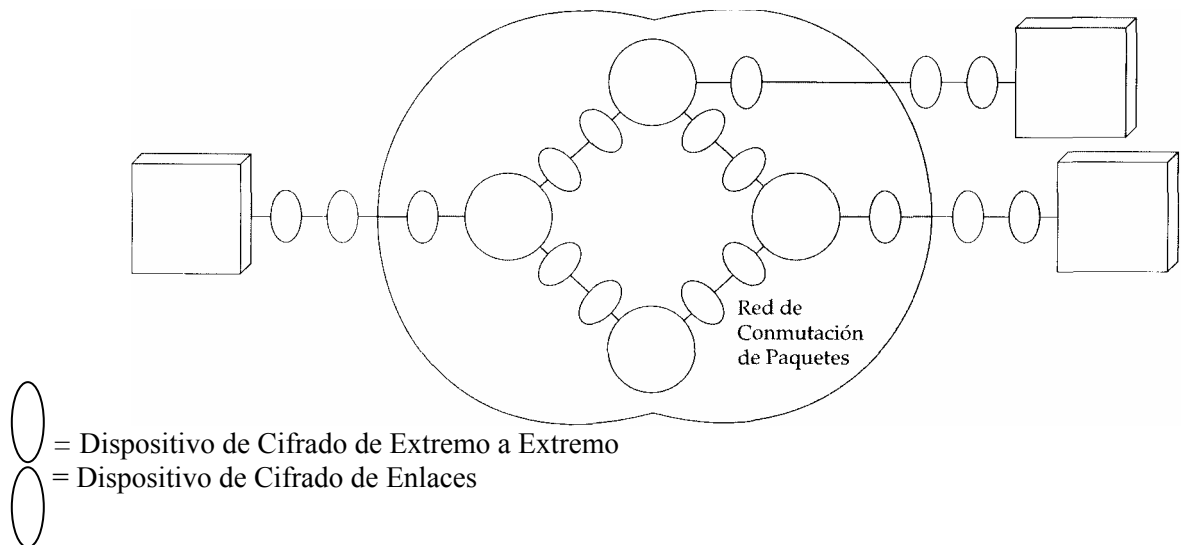 Red de
Conmutación
de Paquetes
= Dispositivo de Cifrado de Extremo a Extremo
= Dispositivo de Cifrado de Enlaces